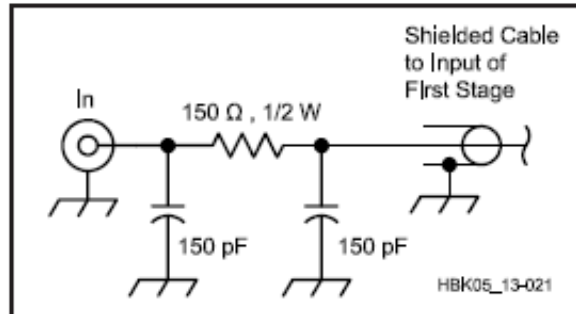 Shielded Cable
to Input of
First Stage
In
150 Ω , 1/2 W
150 pF
150 pF
HBK05_13-021